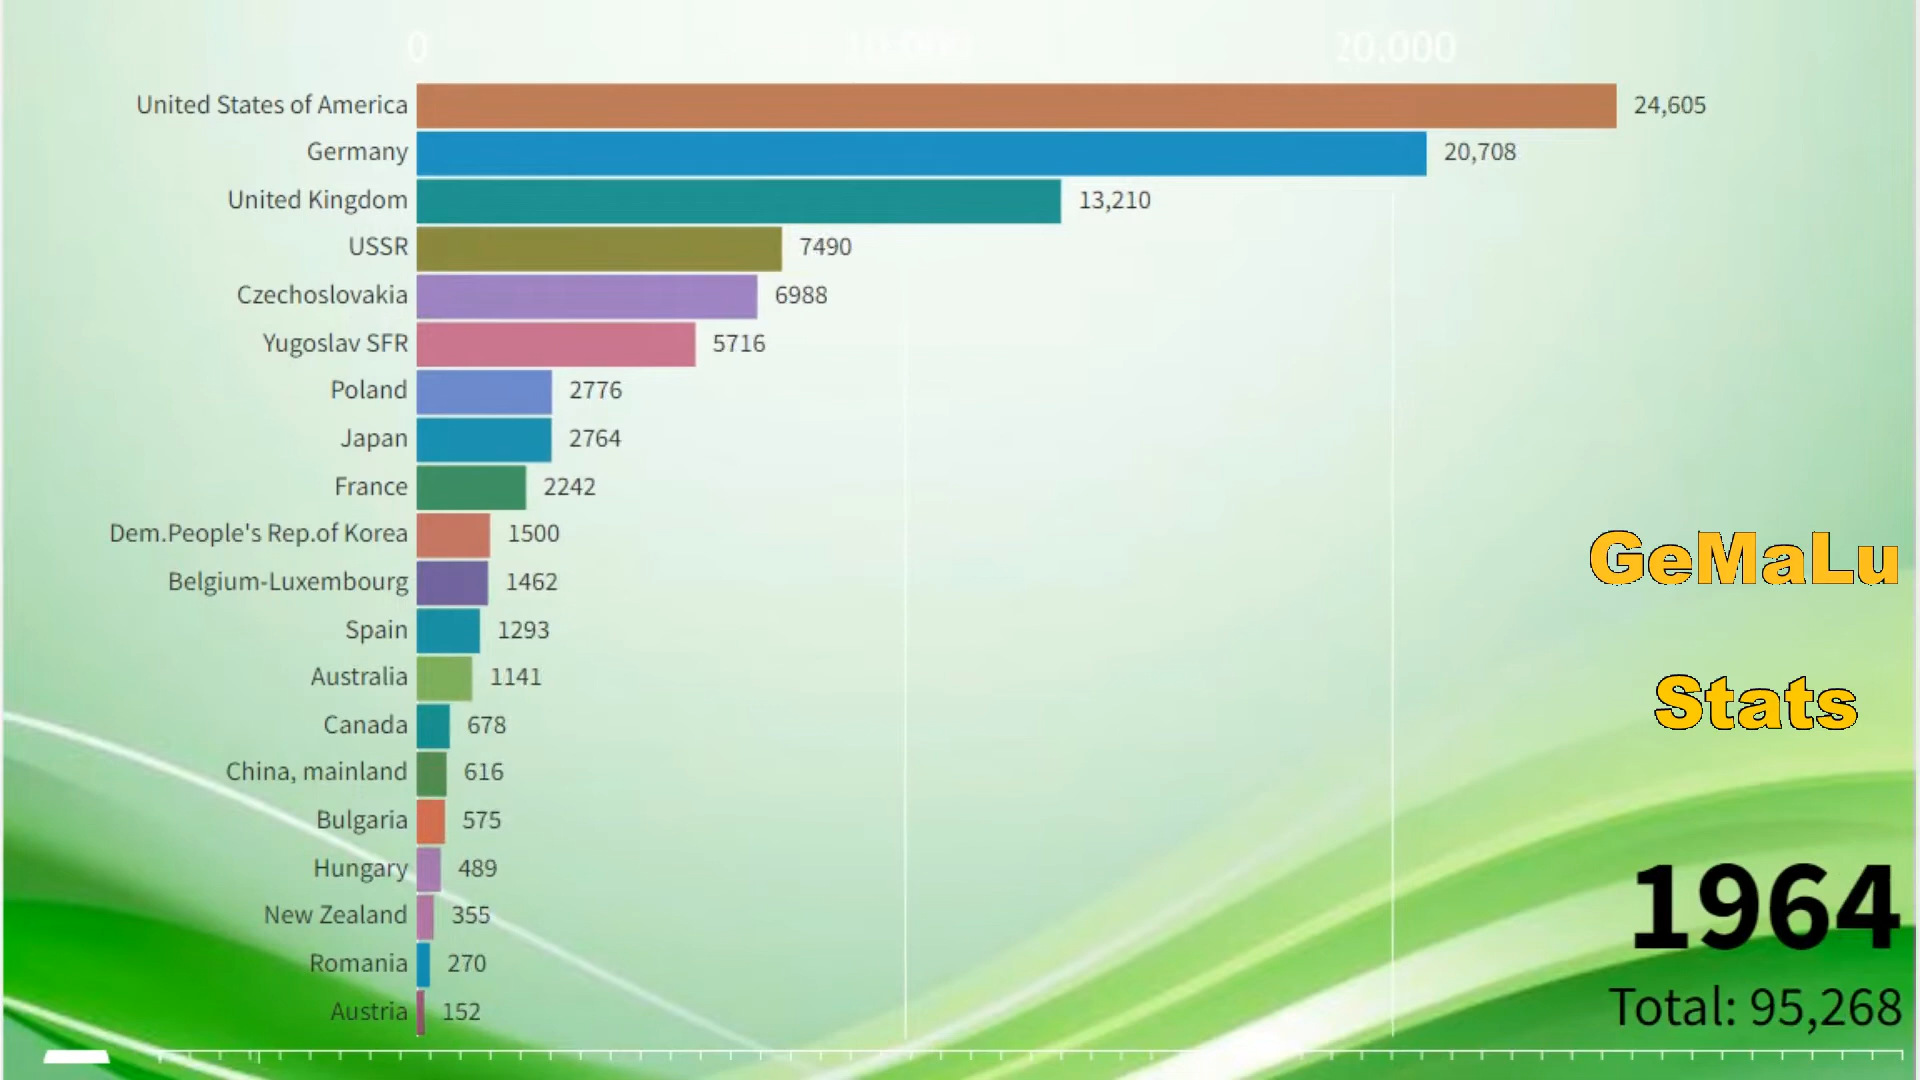 0 10,000 20,000
United States of America 24,605
Germany 20,708
United Kingdom 13,210
USSR 7490
Czechoslovakia 6988
Yugoslav SFR 5716
Poland 2776
Japan 2764
France 2242
Dem.People's Rep.of Korea 1500
Belgium-Luxembourg 1462
Spain 1293
Australia 1141
Canada 678
China, mainland 616
Bulgaria 575
Hungary 489
New Zealand 355
Romania 270
Austria 152
GeMaLu
Stats
1964
Total: 95,268